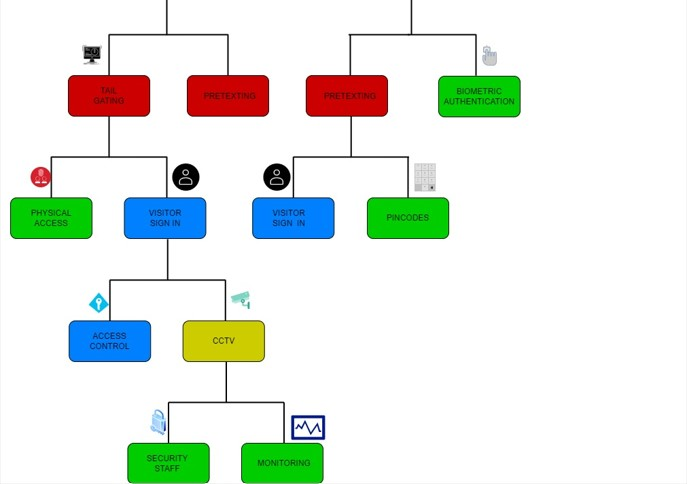 TAIL
GATING
PRETEXTING
PRETEXTING
BIOMETRIC
AUTHENTICATION
PHYSICAL
ACCESS
VISITOR
SIGN IN
VISITOR
SIGN IN
PINCODES
ACCESS
CONTROL
CCTV
SECURITY
STAFF
MONITORING